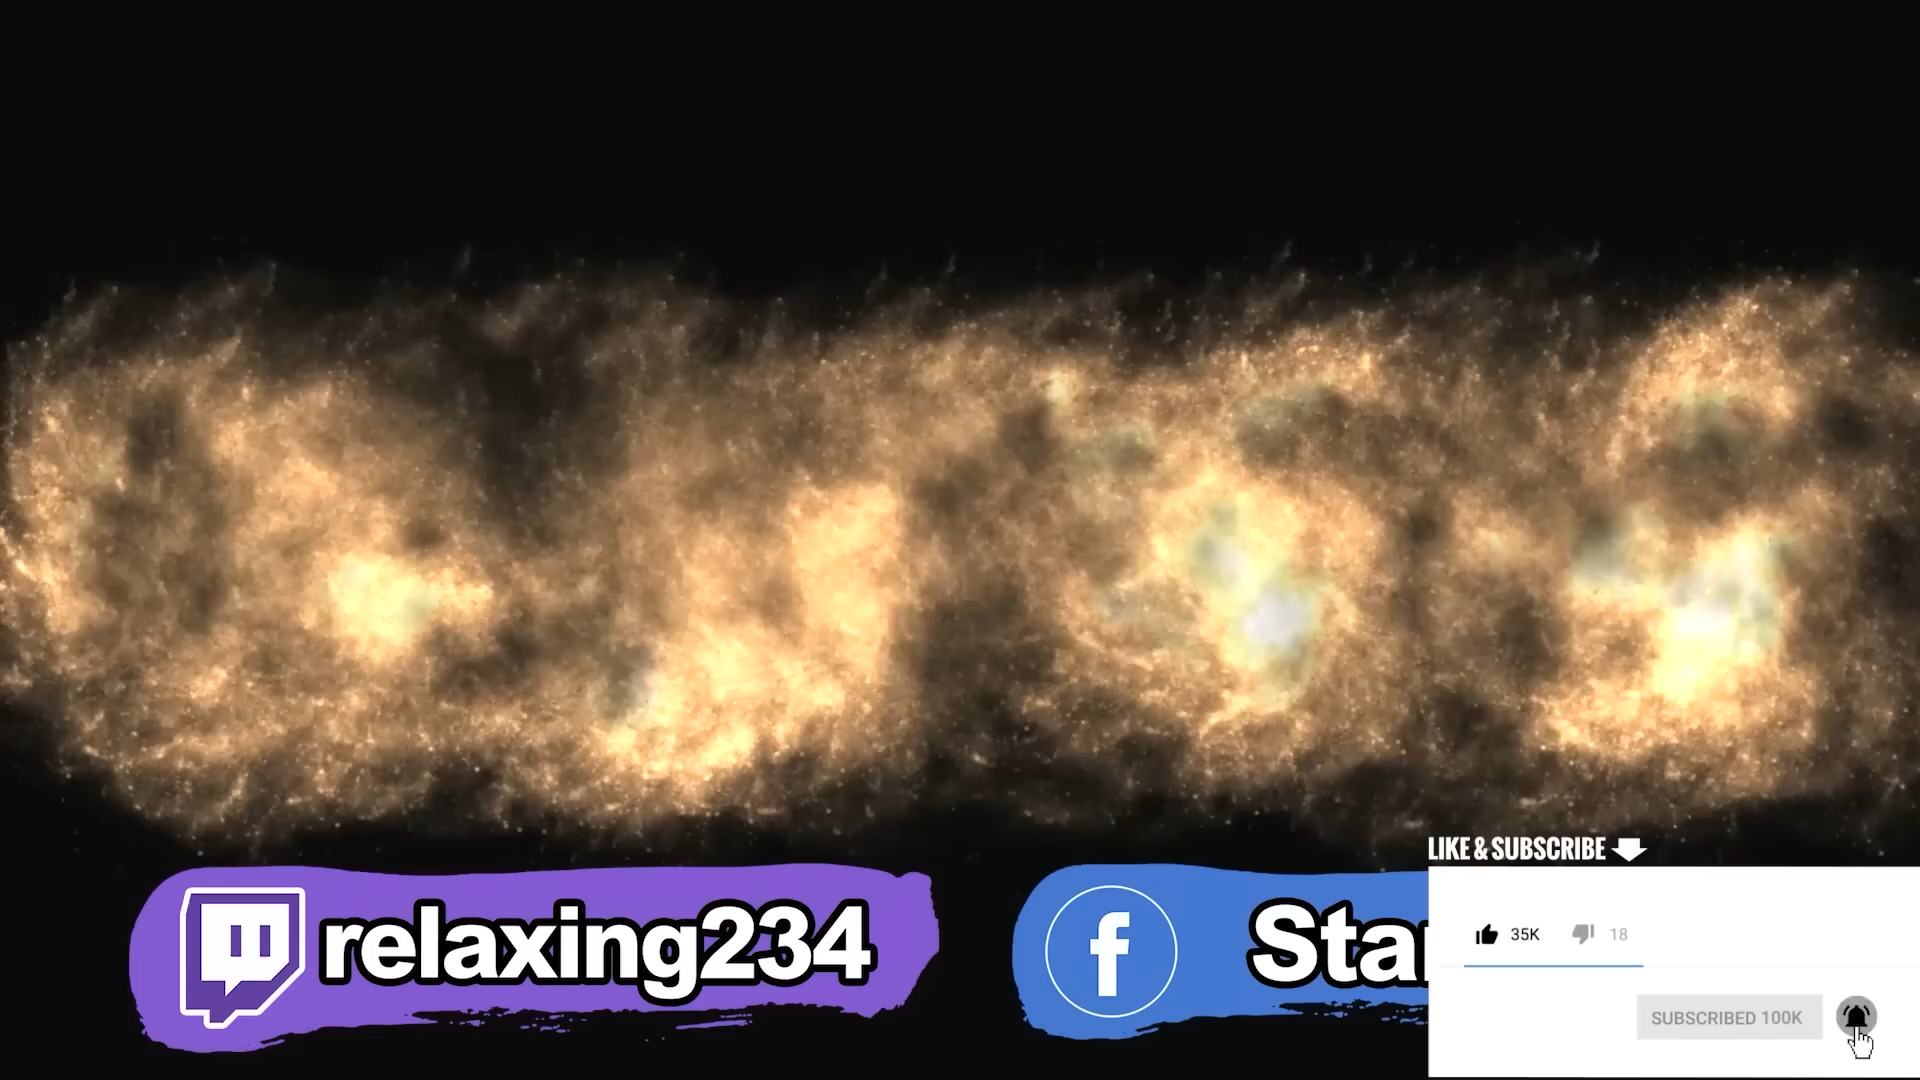 LIKE & SUBSCRIBE
relaxing234
Sta
35K
18
SUBSCRIBED 100K